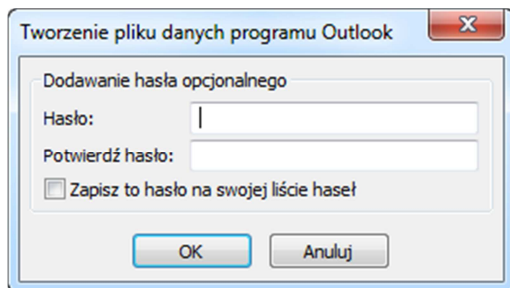 Tworzenie pliku danych programu Outlook
Dodawanie hasła opcjonalnego
Hasło:
Potwierdź hasło:
Zapisz to hasło na swojej liście haseł
OK
Anuluj